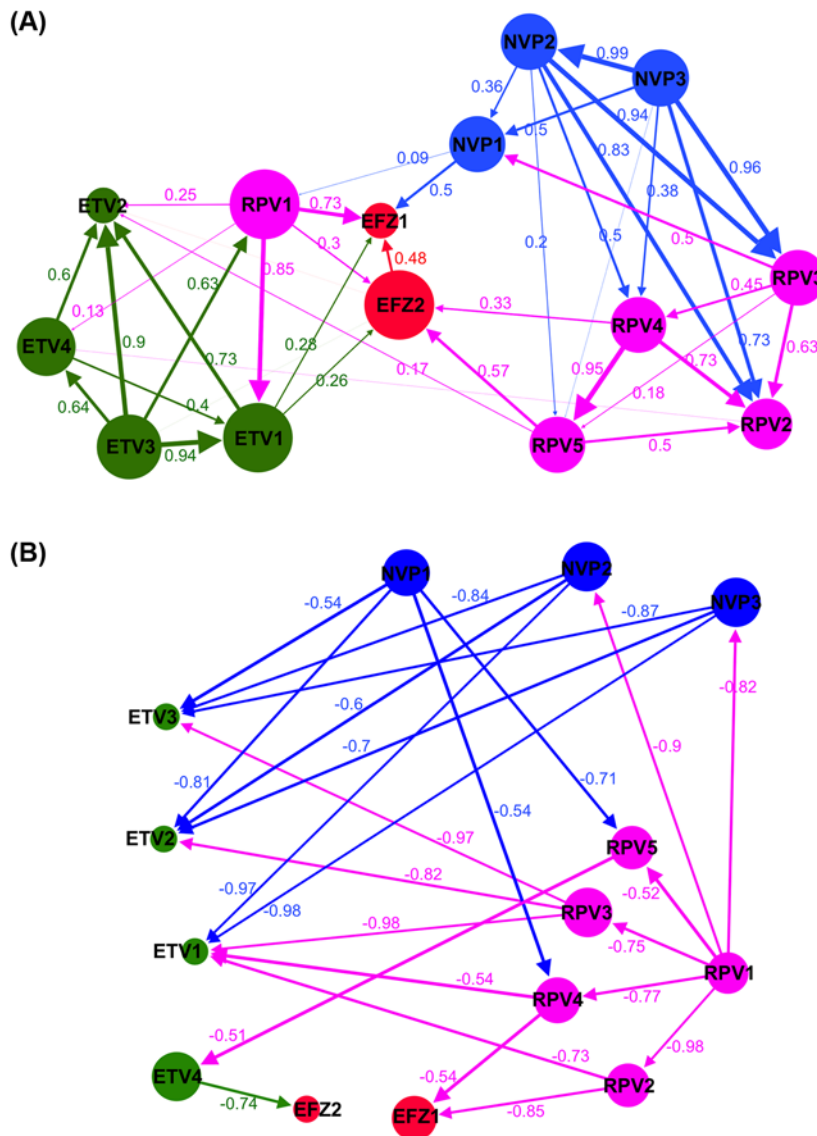 (A)
NVP2
0.99
NVP3
0.36
0.94
NVP1
0.5
0.83
0.96
0.09
0.38
0.5
ETV2
0.25
RPV1
0.73
EFZ1
0.2
0.5
0.5
0.3
0.48
0.6
0.63
0.85
EFZ2
RPV3
0.13
0.45
0.33
RPV4
ETV4
0.9
0.73
0.28
0.17
0.95
0.73
0.73
0.63
0.57
0.26
0.18
0.64
0.4
ETV3
0.94
ETV1
RPV5
0.5
RPV2
(B)
NVP1
NVP2
NVP3
-0.54
-0.84
-0.87
-0.82
ETV3
-0.6
-0.7
-0.9
-0.81
-0.71
-0.54
ETV2
-0.97
RPV5
-0.82
-0.52
-0.97
-0.98
RPV3
-0.98
-0.75
ETV1
RPV1
-0.54
RPV4
-0.77
-0.51
-0.73
-0.98
ETV4
-0.54
RPV2
-0.74
EFZ2
EFZ1
-0.85